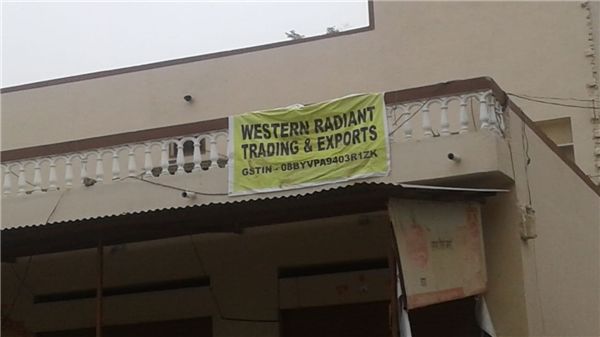 WESTERN RADIANT
TRADING & EXPORTS
GSTIN - 08BYVPA9403R1ZK